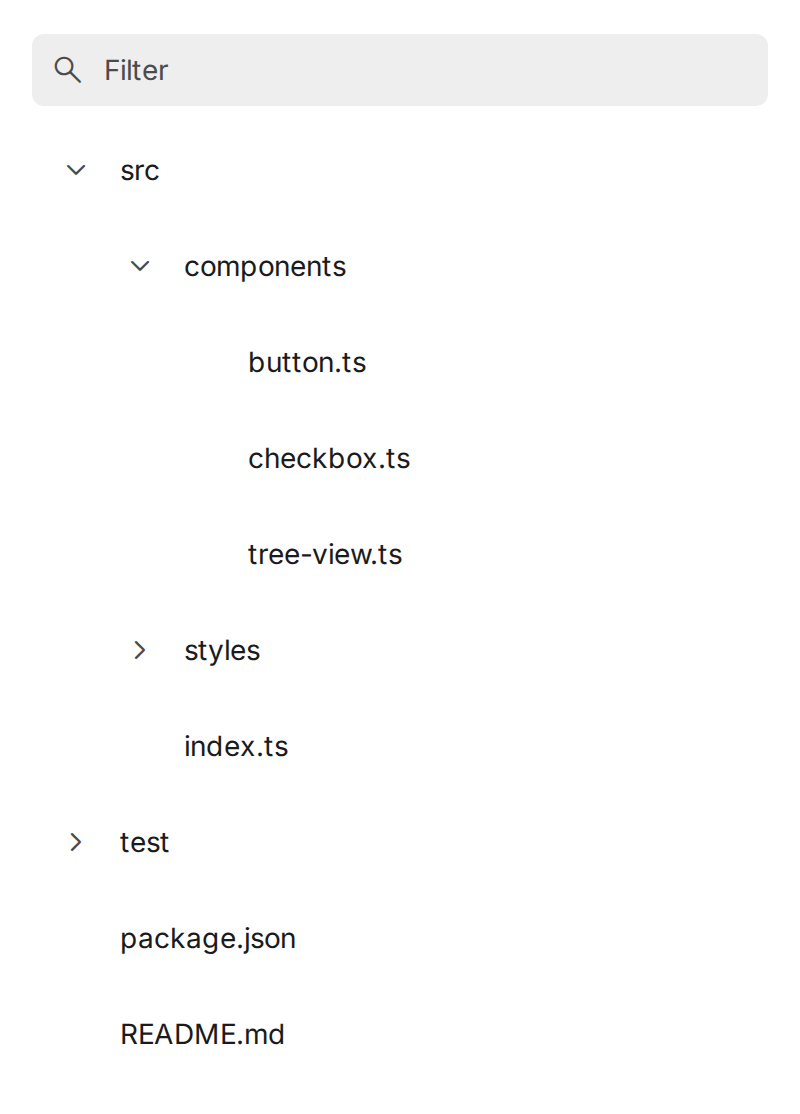 Filter
src
components
button.ts
checkbox.ts
tree-view.ts
styles
index.ts
test
package.json
README.md